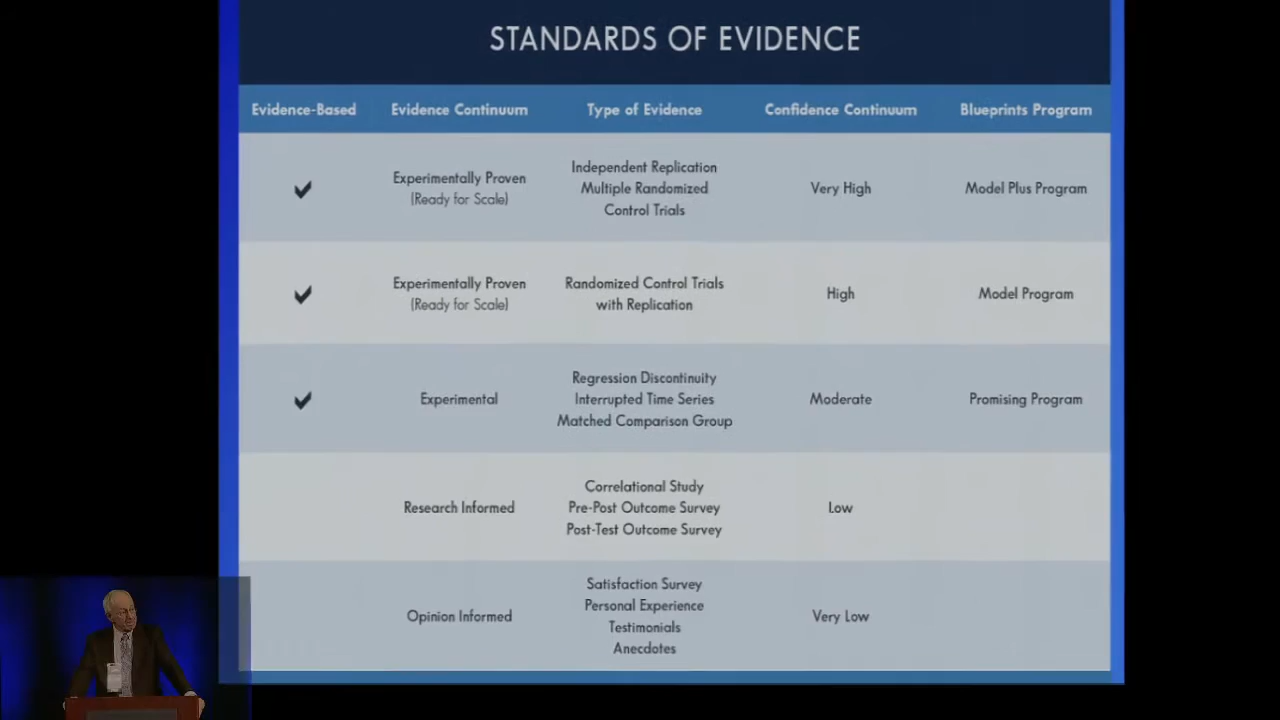 STANDARDS OF EVIDENCE
Evidence-Based Evidence Continuum Type of Evidence Confidence Continuum Blueprints Program
Experimentally Proven
(Ready for Scale)
Independent Replication
Multiple Randomized
Control Trials
Very High
Model Plus Program
Experimentally Proven
(Ready for Scale)
Randomized Control Trials
with Replication
High
Model Program
Experimental
Regression Discontinuity
Interrupted Time Series
Matched Comparison Group
Moderate
Promising Program
Research Informed
Correlational Study
Pre-Post Outcome Survey
Post-Test Outcome Survey
Low
Opinion Informed
Satisfaction Survey
Personal Experience
Testimonials
Anecdotes
Very Low